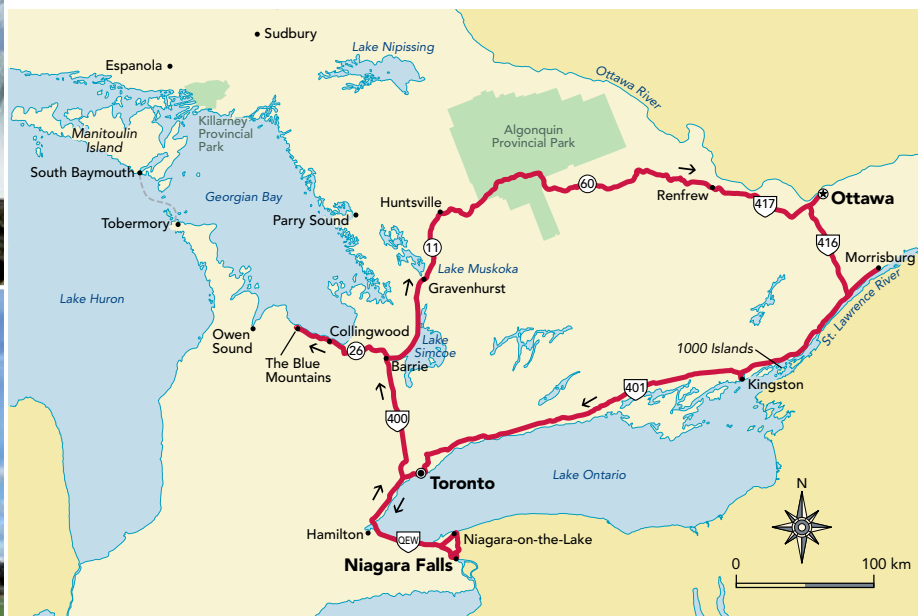 Sudbury
Lake Nipissing
Espanola
Ottawa River
Killarney
Provincial
Park
Algonquin
Provincial Park
Manitoulin
Island
South Baymouth
60
Renfrew
Georgian Bay
Huntsville
417
Ottawa
Tobermory
Parry Sound
11
416
Morrisburg
Lake Muskoka
Gravenhurst
Lake Huron
St. Lawrence River
Owen
Sound
Collingwood
26
Lake
Simcoe
The Blue
Mountains
Barrie
1000 Islands
401
Kingston
400
Toronto
Lake Ontario
N
Hamilton
QEW
Niagara-on-the-Lake
Niagara Falls
0
100 km